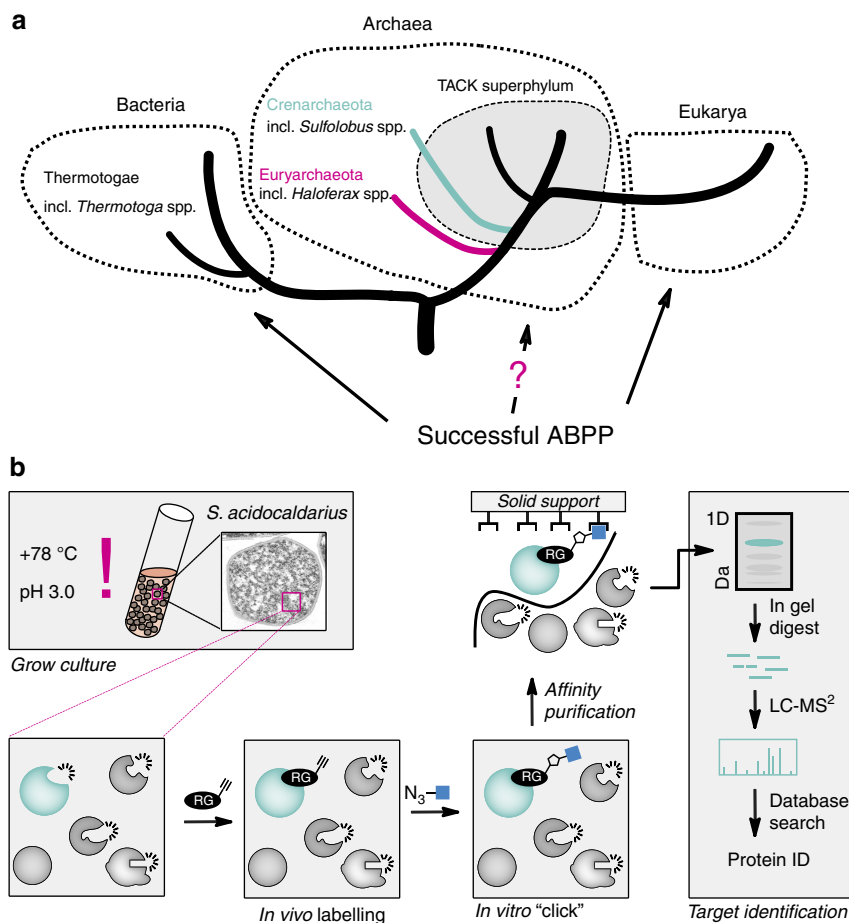 a
Archaea
Bacteria
TACK superphylum
Eukarya
Crenarchaeota
incl. Sulfolobus spp.
Thermotogae
incl. Thermotoga spp.
Euryarchaeota
incl. Haloferax spp.
?
Successful ABPP
b
S. acidocaldarius
+78 °C
pH 3.0
!
Grow culture
RG
In vivo labelling
RG
N3
In vitro “click”
RG
Affinity
purification
Solid support
RG
1D
Da
In gel
digest
LC-MS²
Database
search
Protein ID
Target identification